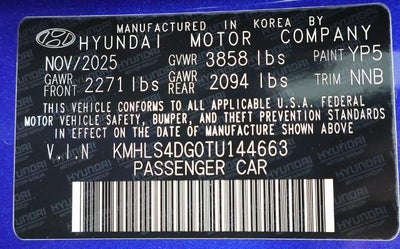 MANUFACTURED IN KOREA BY
HYUNDAI MOTOR COMPANY
NOV/2025 GVWR 3858 lbs PAINT YP5
GAWR FRONT 2271 lbs GAWR REAR 2094 lbs TRIM NNB
THIS VEHICLE CONFORMS TO ALL APPLICABLE U.S.A. FEDERAL
MOTOR VEHICLE SAFETY, BUMPER, AND THEFT PREVENTION STANDARDS
IN EFFECT ON THE DATE OF MANUFACTURE SHOWN ABOVE
V.I.N KMHLS4DG0TU144663
PASSENGER CAR